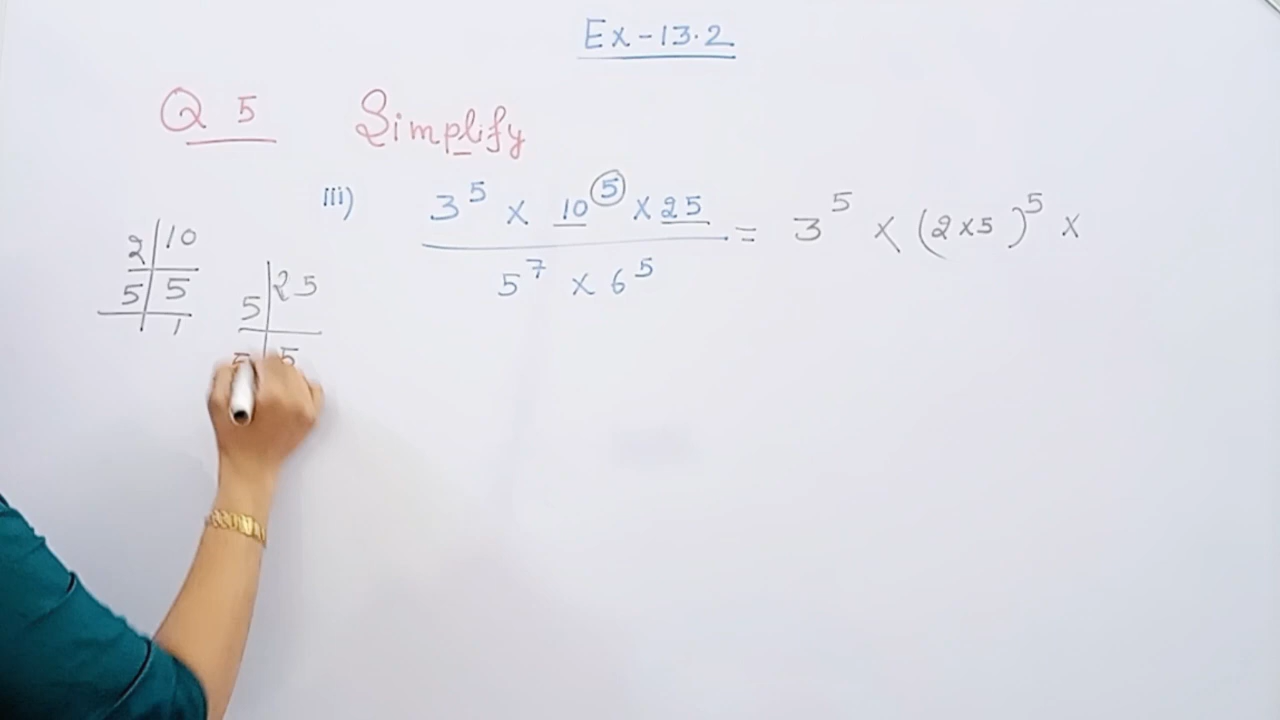 Ex-13.2
Q 5 Simplify
iii) 3^5 × 10^5 × 25 = 3^5 × (2×5)^5 ×
5^7 × 6^5
2 | 10
5 | 5
1
5 | 25
5 | 5